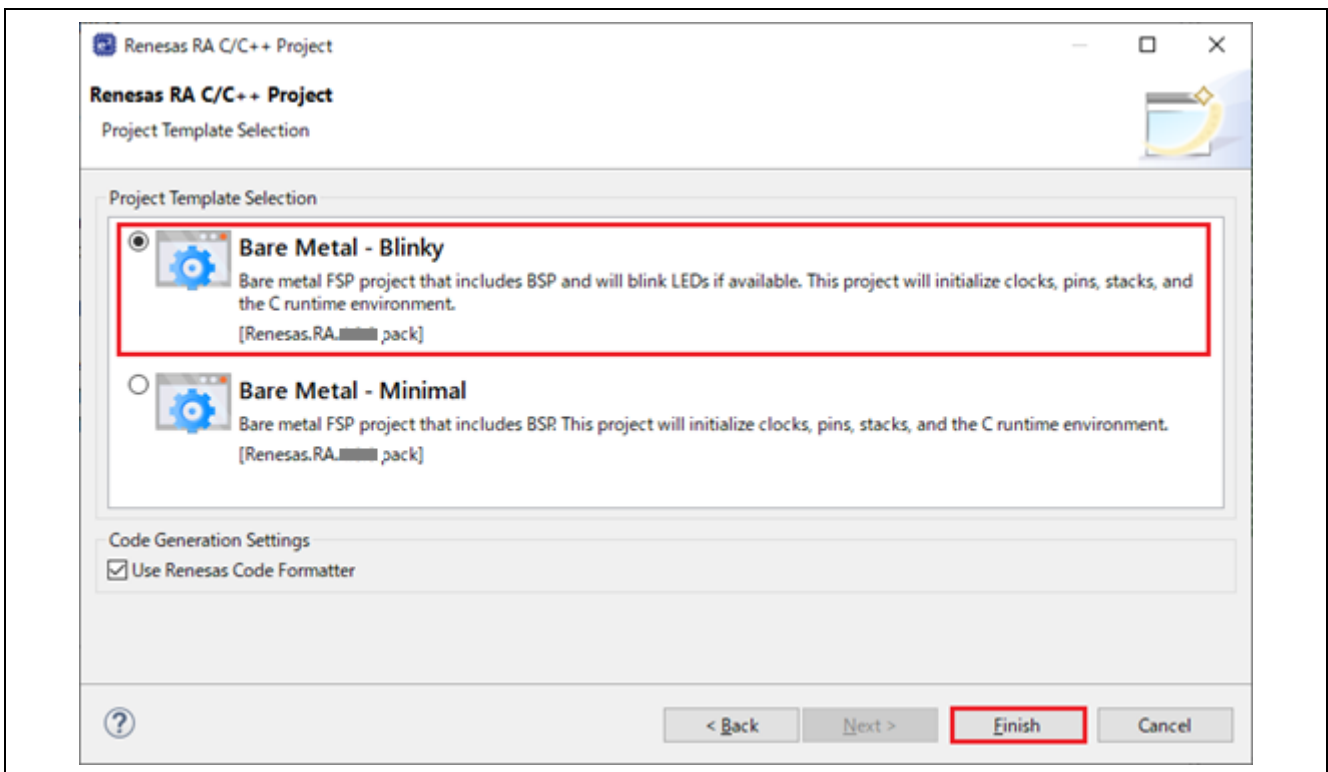 Renesas RA C/C++ Project
Renesas RA C/C++ Project
Project Template Selection
Project Template Selection
Bare Metal - Blinky
Bare metal FSP project that includes BSP and will blink LEDs if available. This project will initialize clocks, pins, stacks, and
the C runtime environment.
[Renesas.RA. pack]
Bare Metal - Minimal
Bare metal FSP project that includes BSP. This project will initialize clocks, pins, stacks, and the C runtime environment.
[Renesas.RA. pack]
Code Generation Settings
Use Renesas Code Formatter
?
< Back
Next >
Finish
Cancel